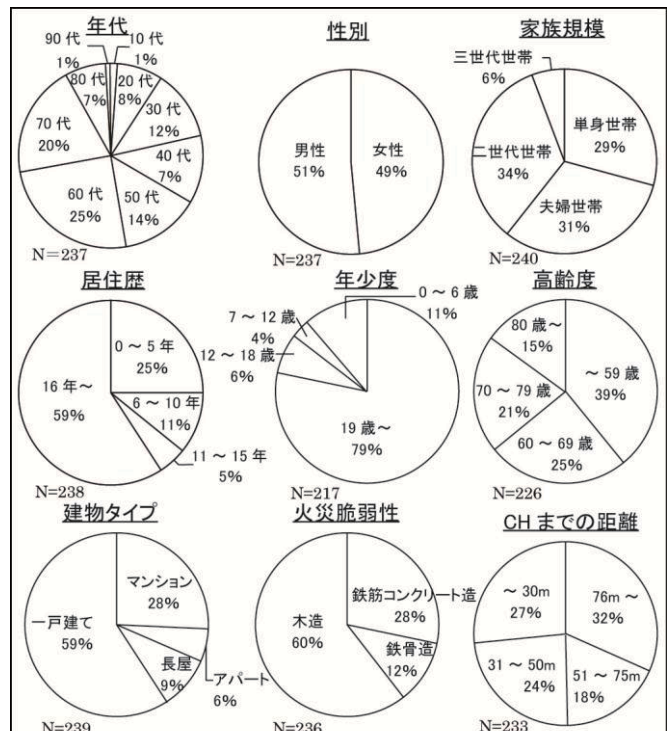 年代
90 代
1%
10 代
1%
80 代
7%
20 代
8%
30 代
12%
70 代
20%
40 代
7%
60 代
25%
50 代
14%
N=237
性別
男性
51%
女性
49%
N=237
家族規模
三世代世帯
6%
単身世帯
29%
二世代世帯
34%
夫婦世帯
31%
N=240
居住歴
0 ～ 5 年
25%
16 年～
59%
6 ～ 10 年
11%
11 ～ 15 年
5%
N=238
年少度
0 ～ 6 歳
11%
7 ～ 12 歳
4%
12 ～ 18 歳
6%
19 歳～
79%
N=217
高齢度
80 歳～
15%
～ 59 歳
39%
70 ～ 79 歳
21%
60 ～ 69 歳
25%
N=226
建物タイプ
マンション
28%
一戸建て
59%
長屋
9%
アパート
6%
N=239
火災脆弱性
鉄筋コンクリート造
28%
木造
60%
鉄骨造
12%
N=236
CH までの距離
～ 30m
27%
76m ～
32%
31 ～ 50m
24%
51 ～ 75m
18%
N=233